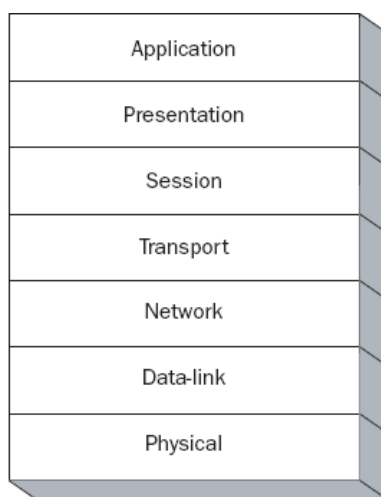 Application
Presentation
Session
Transport
Network
Data-link
Physical